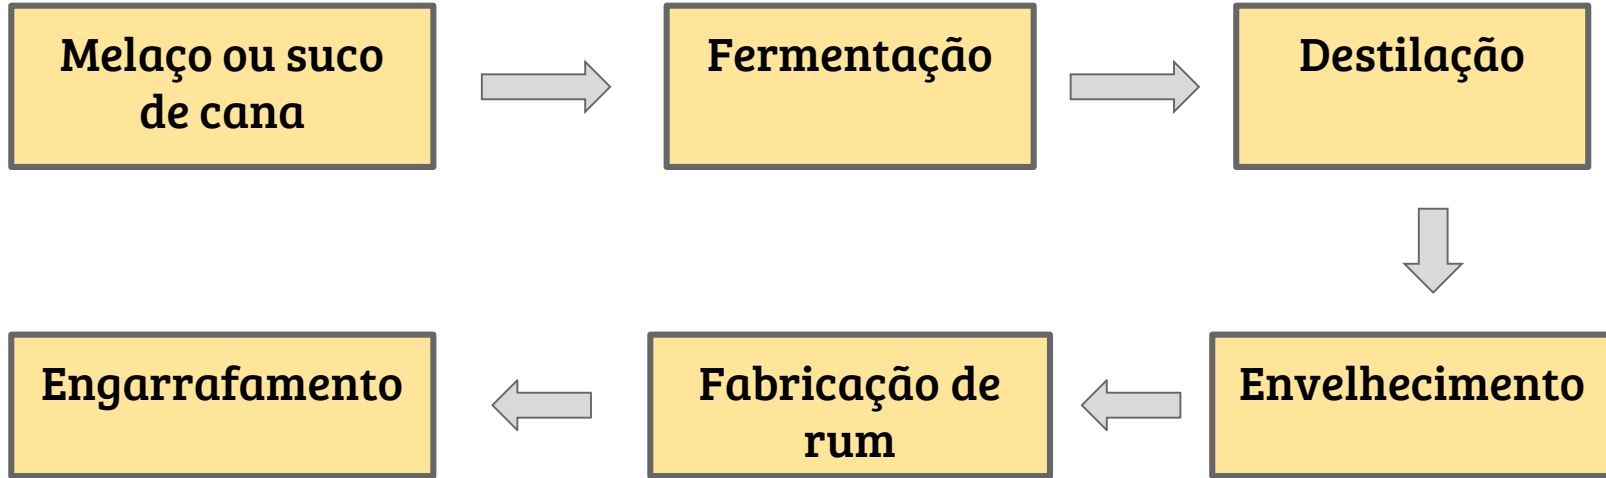 Melaço ou suco
de cana
Fermentação
Destilação
Envelhecimento
Fabricação de
rum
Engarrafamento